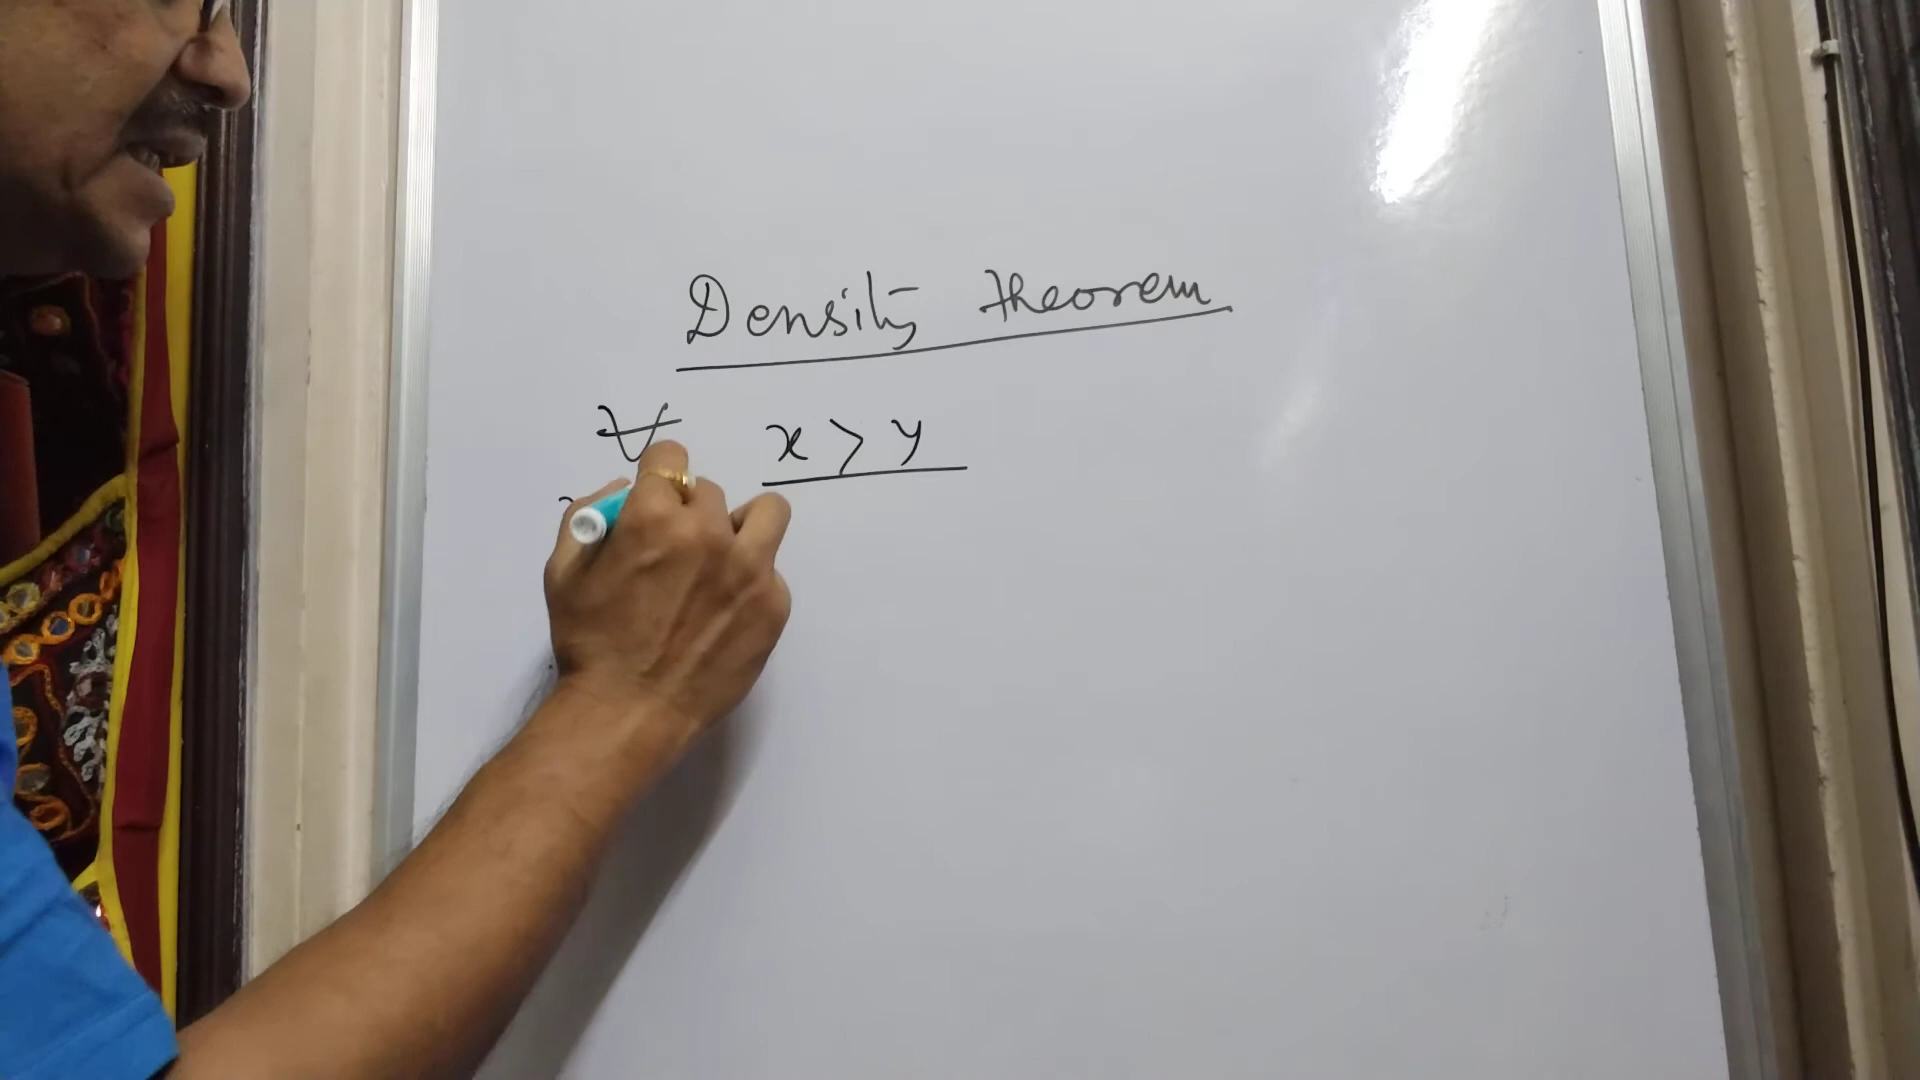 Density theorem
∀ x > y